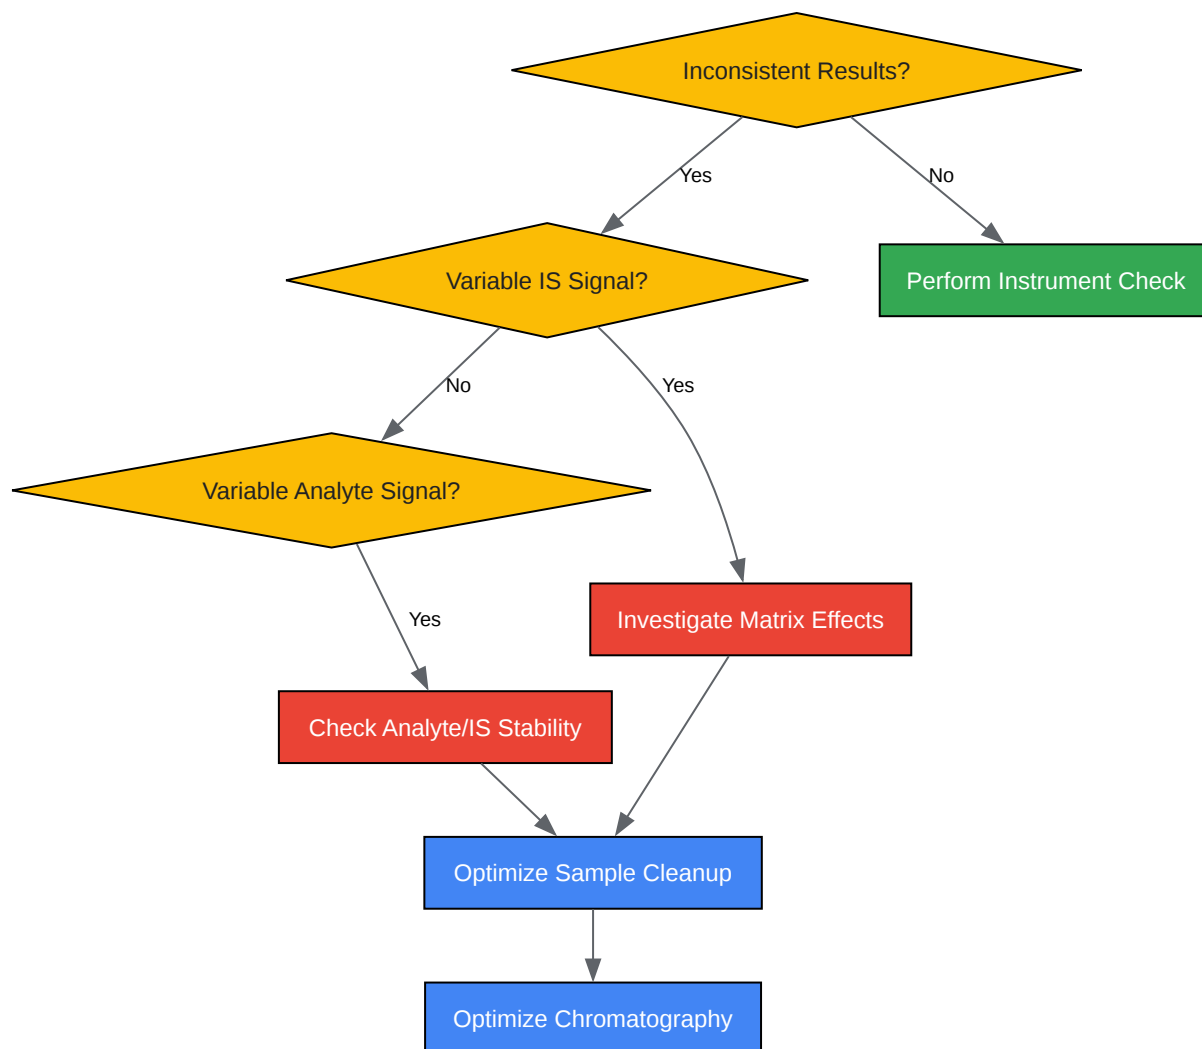 Inconsistent Results?
Yes
No
Variable IS Signal?
Perform Instrument Check
No
Yes
Variable Analyte Signal?
Yes
Investigate Matrix Effects
Check Analyte/IS Stability
Optimize Sample Cleanup
Optimize Chromatography